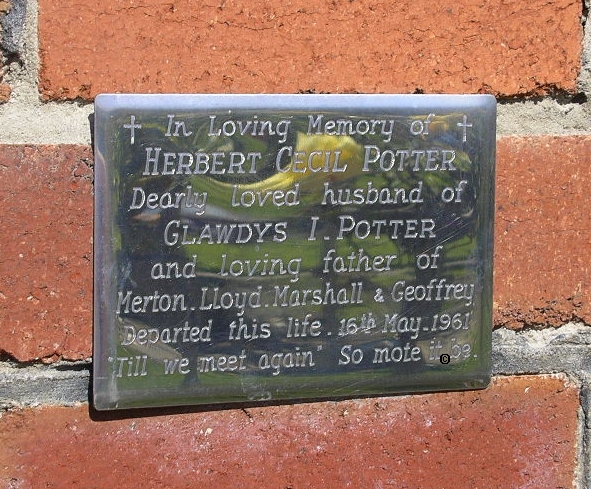 † In Loving Memory of †
HERBERT CECIL POTTER
Dearly loved husband of
GLAWDYS I. POTTER
and loving father of
Merton. Lloyd. Marshall & Geoffrey
Departed this life. 16th May. 1961
"Till we meet again" So mote it be.
©